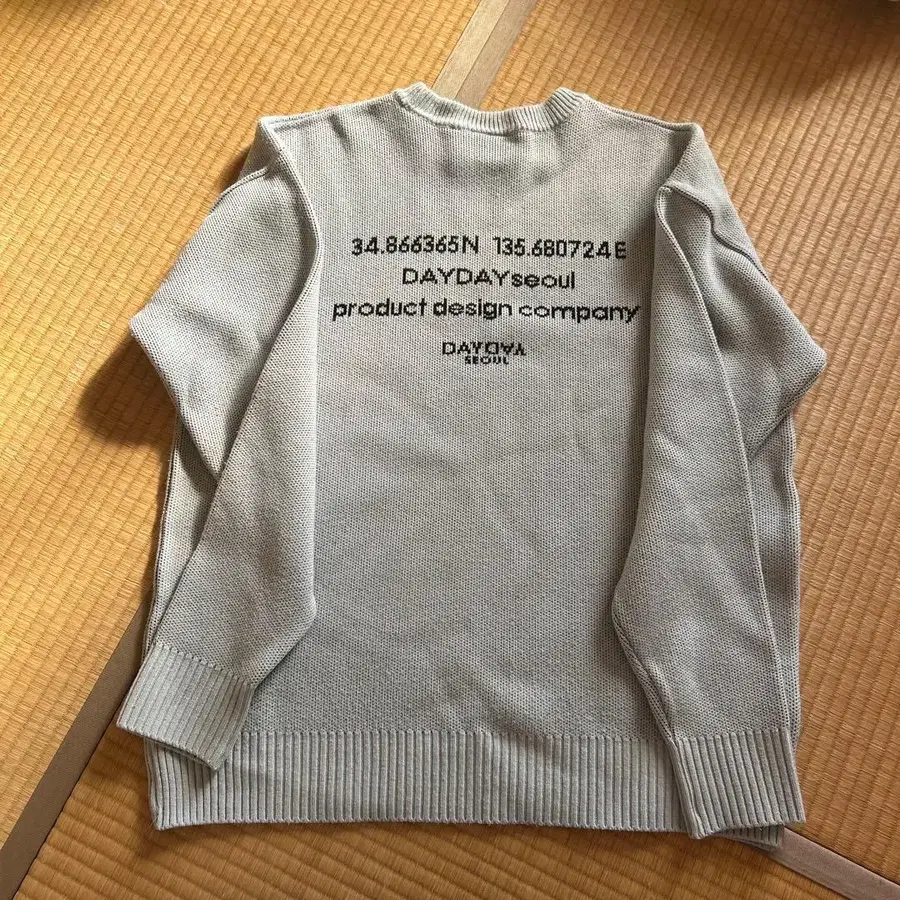 34.866365N 135.680724E
DAYDAYseoul
product design company
DAYDAY
SEOUL